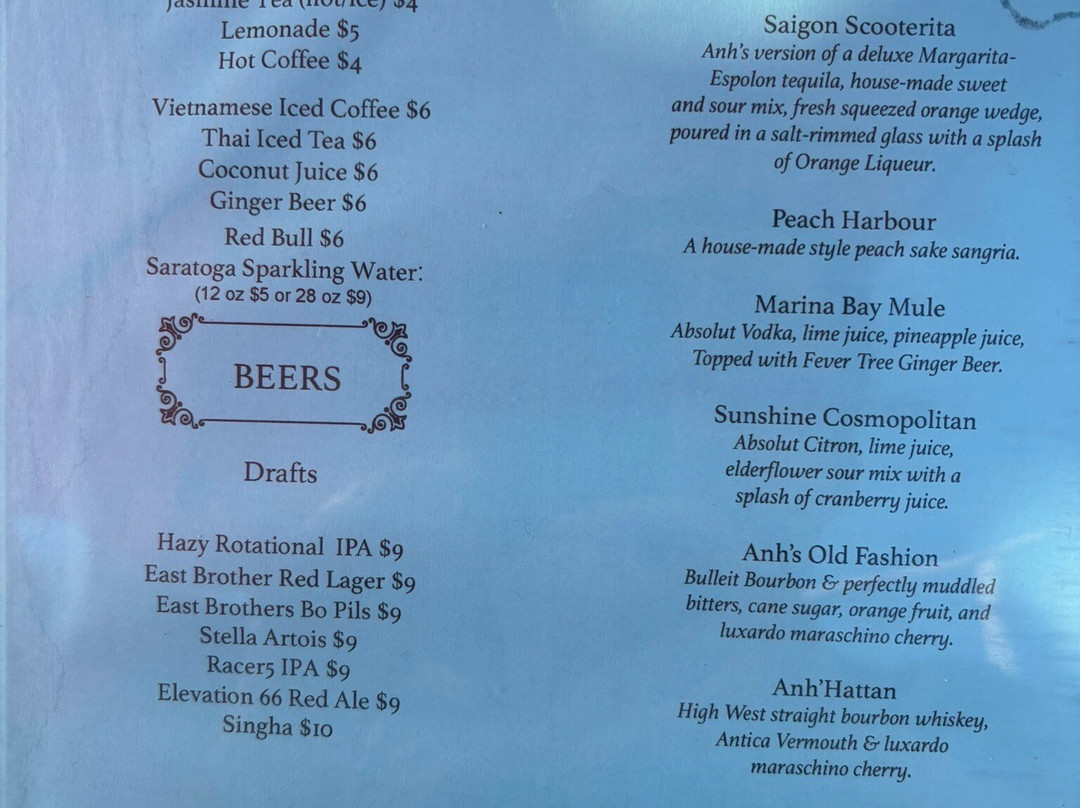 Jasmine Tea (hot/ice) $4
Lemonade $5
Hot Coffee $4
Vietnamese Iced Coffee $6
Thai Iced Tea $6
Coconut Juice $6
Ginger Beer $6
Red Bull $6
Saratoga Sparkling Water:
(12 oz $5 or 28 oz $9)
BEERS
Drafts
Hazy Rotational IPA $9
East Brother Red Lager $9
East Brothers Bo Pils $9
Stella Artois $9
Racer5 IPA $9
Elevation 66 Red Ale $9
Singha $10
Saigon Scooterita
Anh's version of a deluxe Margarita-
Espolon tequila, house-made sweet
and sour mix, fresh squeezed orange wedge,
poured in a salt-rimmed glass with a splash
of Orange Liqueur.
Peach Harbour
A house-made style peach sake sangria.
Marina Bay Mule
Absolut Vodka, lime juice, pineapple juice,
Topped with Fever Tree Ginger Beer.
Sunshine Cosmopolitan
Absolut Citron, lime juice,
elderflower sour mix with a
splash of cranberry juice.
Anh's Old Fashion
Bulleit Bourbon & perfectly muddled
bitters, cane sugar, orange fruit, and
luxardo maraschino cherry.
Anh'Hattan
High West straight bourbon whiskey,
Antica Vermouth & luxardo
maraschino cherry.